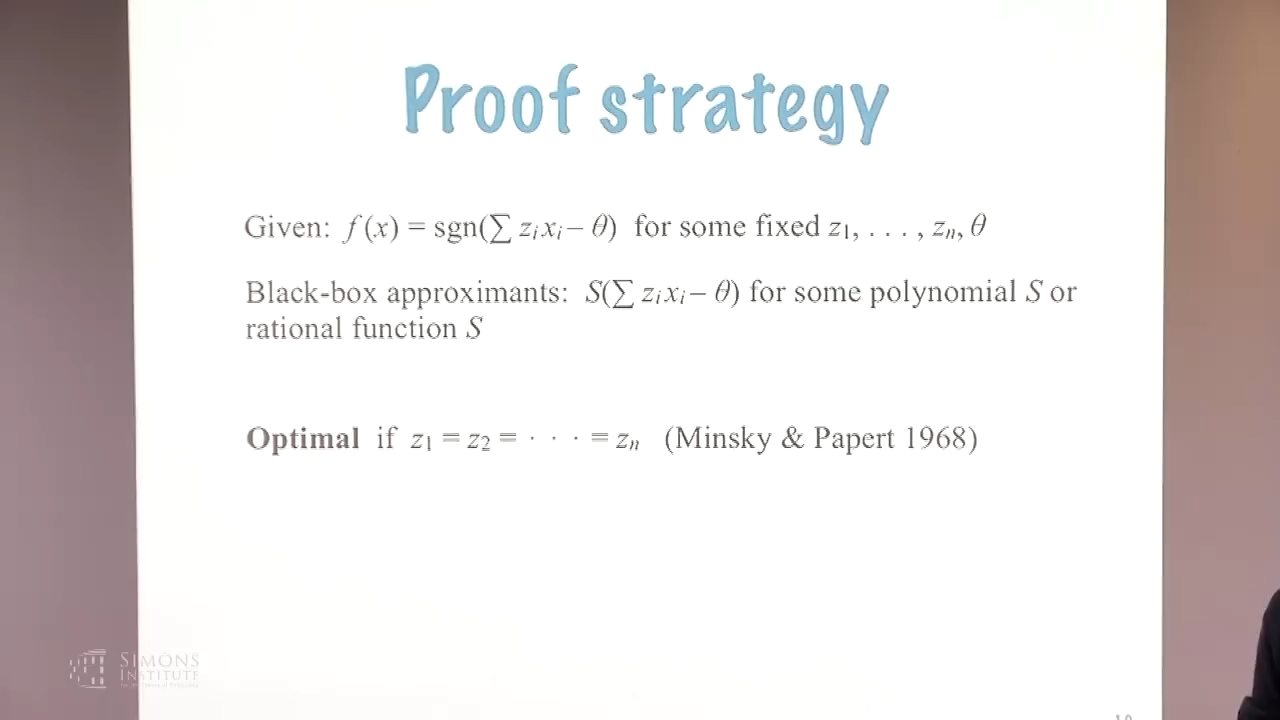 Proof strategy
Given: f (x) = sgn(∑ zᵢxᵢ − θ) for some fixed z₁, . . . , zₙ, θ
Black-box approximants: S(∑ zᵢxᵢ − θ) for some polynomial S or
rational function S
Optimal if z₁ = z₂ = · · · = zₙ (Minsky & Papert 1968)
SIMONS
INSTITUTE